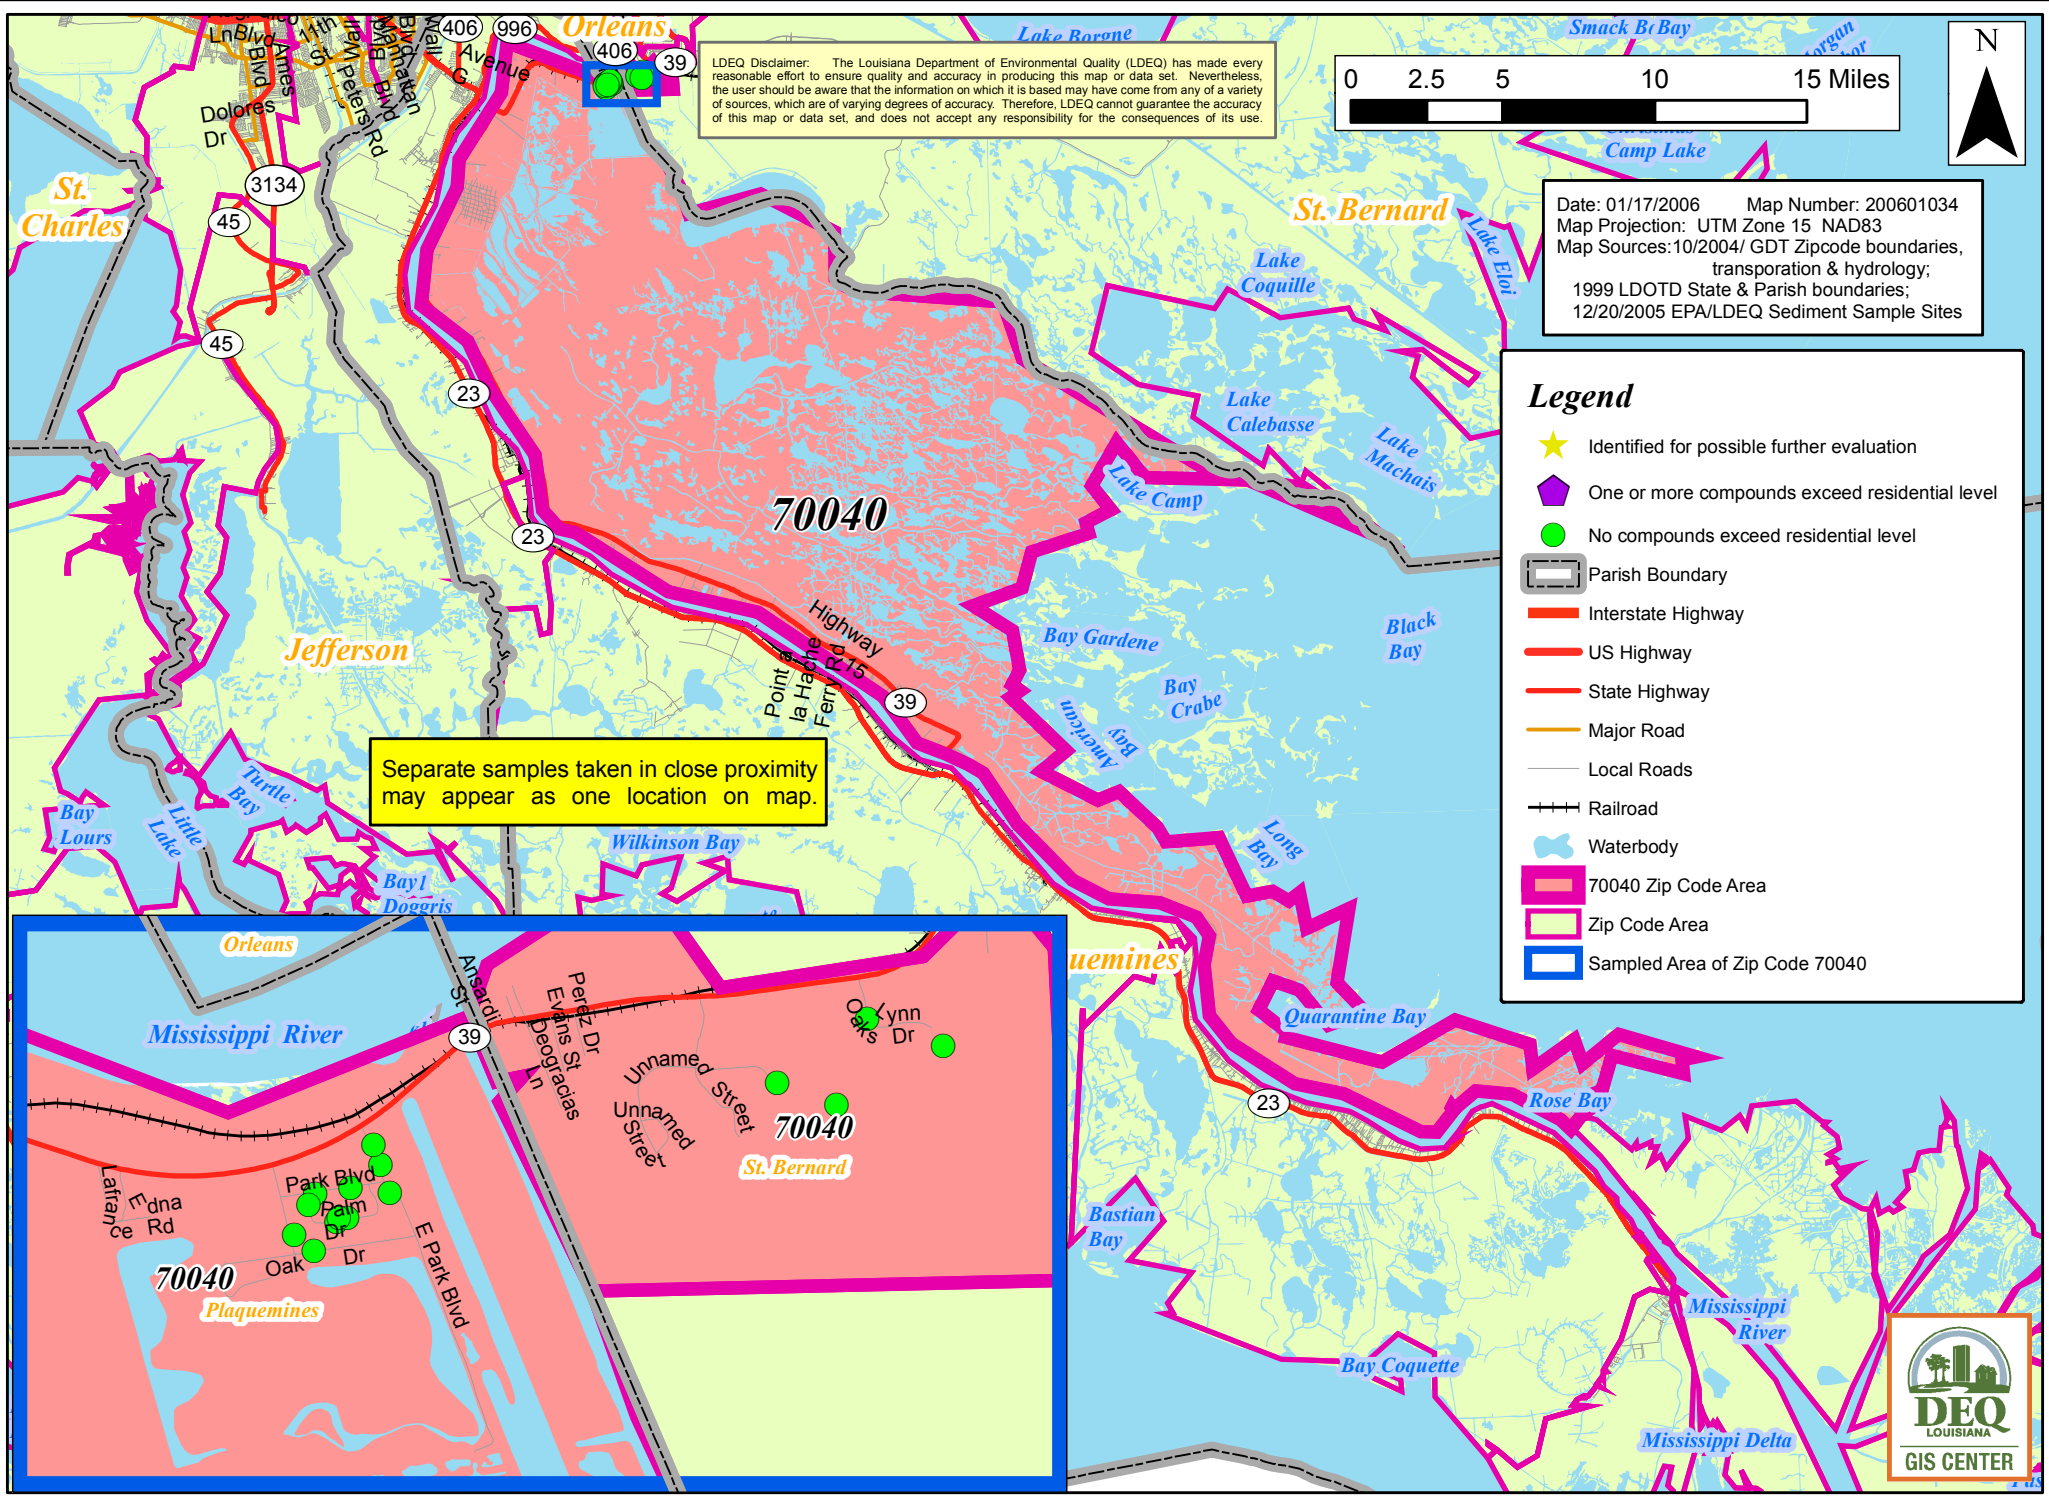 Orleans
406
996
406
39
LnBlvd
Blvd
Ames
11th
St
Wall
Blvd
Manhattan
Blvd
Peters Rd
Avenue
G
Dolores
Dr
3134
45
45
St.
Charles
Lake Borgne
LDEQ Disclaimer: The Louisiana Department of Environmental Quality (LDEQ) has made every
reasonable effort to ensure quality and accuracy in producing this map or data set. Nevertheless,
the user should be aware that the information on which it is based may have come from any of a variety
of sources, which are of varying degrees of accuracy. Therefore, LDEQ cannot guarantee the accuracy
of this map or data set, and does not accept any responsibility for the consequences of its use.
Smack B Bay
0 2.5 5 10 15 Miles
N
Camp Lake
St. Bernard
Date: 01/17/2006 Map Number: 200601034
Map Projection: UTM Zone 15 NAD83
Map Sources:10/2004/ GDT Zipcode boundaries,
transporation & hydrology;
1999 LDOTD State & Parish boundaries;
12/20/2005 EPA/LDEQ Sediment Sample Sites
Lake Eloi
Lake
Coquille
Lake
Calebasse
Lake
Machais
Lake Camp
23
23
70040
Jefferson
Highway
15
Point a
la Hache
Ferry Rd
39
Bay Gardene
Black
Bay
Bay
Crabe
American
Bay
Long
Bay
Separate samples taken in close proximity
may appear as one location on map.
Turtle
Bay
Bay
Lours
Little
Lake
Bay1
Doggris
Wilkinson Bay
Legend
Identified for possible further evaluation
One or more compounds exceed residential level
No compounds exceed residential level
Parish Boundary
Interstate Highway
US Highway
State Highway
Major Road
Local Roads
Railroad
Waterbody
70040 Zip Code Area
Zip Code Area
Sampled Area of Zip Code 70040
uemines
Quarantine Bay
Rose Bay
23
Bastian
Bay
Bay Coquette
Mississippi
River
Mississippi Delta
Orleans
Mississippi River
39
Ansardi
St
Perez Dr
Evans St
Deogracias
Ln
Unnamed Street
Unnamed
Street
Oaks
Lynn
Dr
70040
St. Bernard
Lafrance
Edna
Rd
Park Blvd
Palm
Dr
Oak Dr
E Park Blvd
70040
Plaquemines
DEQ
LOUISIANA
GIS CENTER